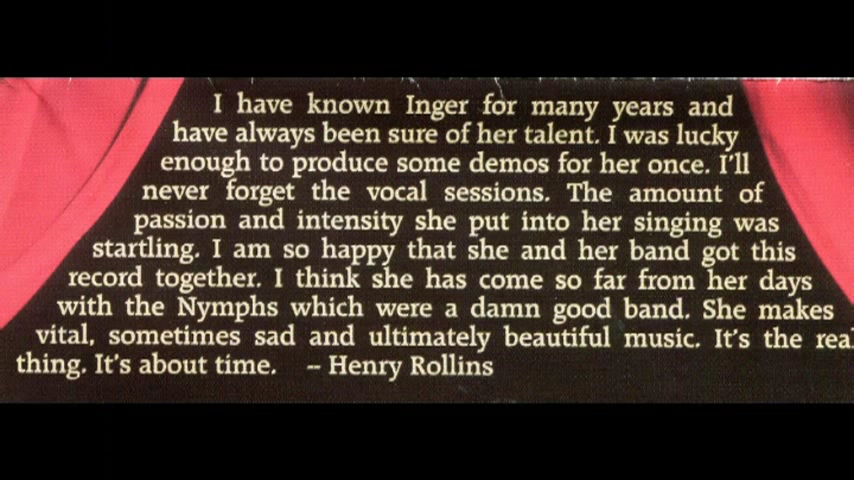 I have known Inger for many years and
have always been sure of her talent. I was lucky
enough to produce some demos for her once. I'll
never forget the vocal sessions. The amount of
passion and intensity she put into her singing was
startling. I am so happy that she and her band got this
record together. I think she has come so far from her days
with the Nymphs which were a damn good band. She makes
vital, sometimes sad and ultimately beautiful music. It's the real
thing. It's about time. -- Henry Rollins